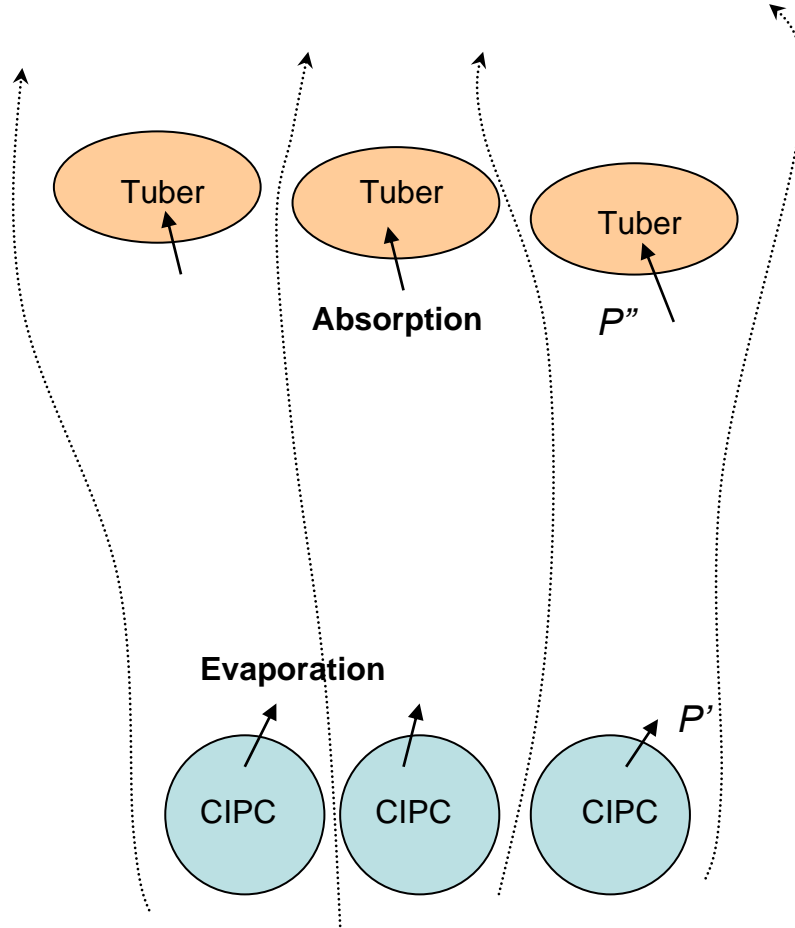 Tuber
Tuber
Tuber
Absorption
P”
Evaporation
P’
CIPC
CIPC
CIPC